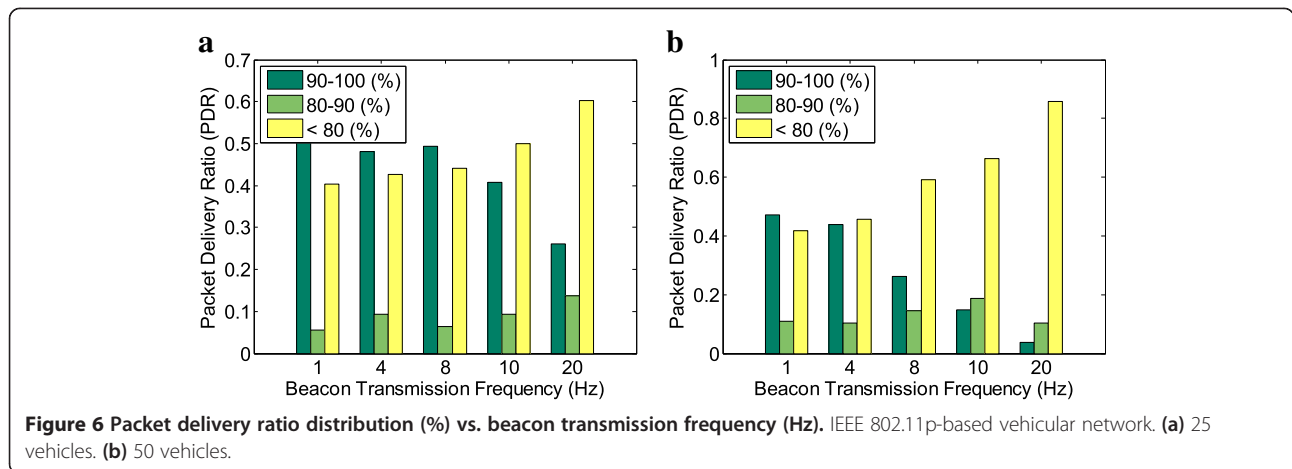 a
0.7
0.6
0.5
0.4
0.3
0.2
0.1
0
Packet Delivery Ratio (PDR)
90-100 (%)
80-90 (%)
< 80 (%)
1 4 8 10 20
Beacon Transmission Frequency (Hz)
b
1
0.8
0.6
0.4
0.2
0
Packet Delivery Ratio (PDR)
90-100 (%)
80-90 (%)
< 80 (%)
1 4 8 10 20
Beacon Transmission Frequency (Hz)
Figure 6 Packet delivery ratio distribution (%) vs. beacon transmission frequency (Hz). IEEE 802.11p-based vehicular network. (a) 25
vehicles. (b) 50 vehicles.